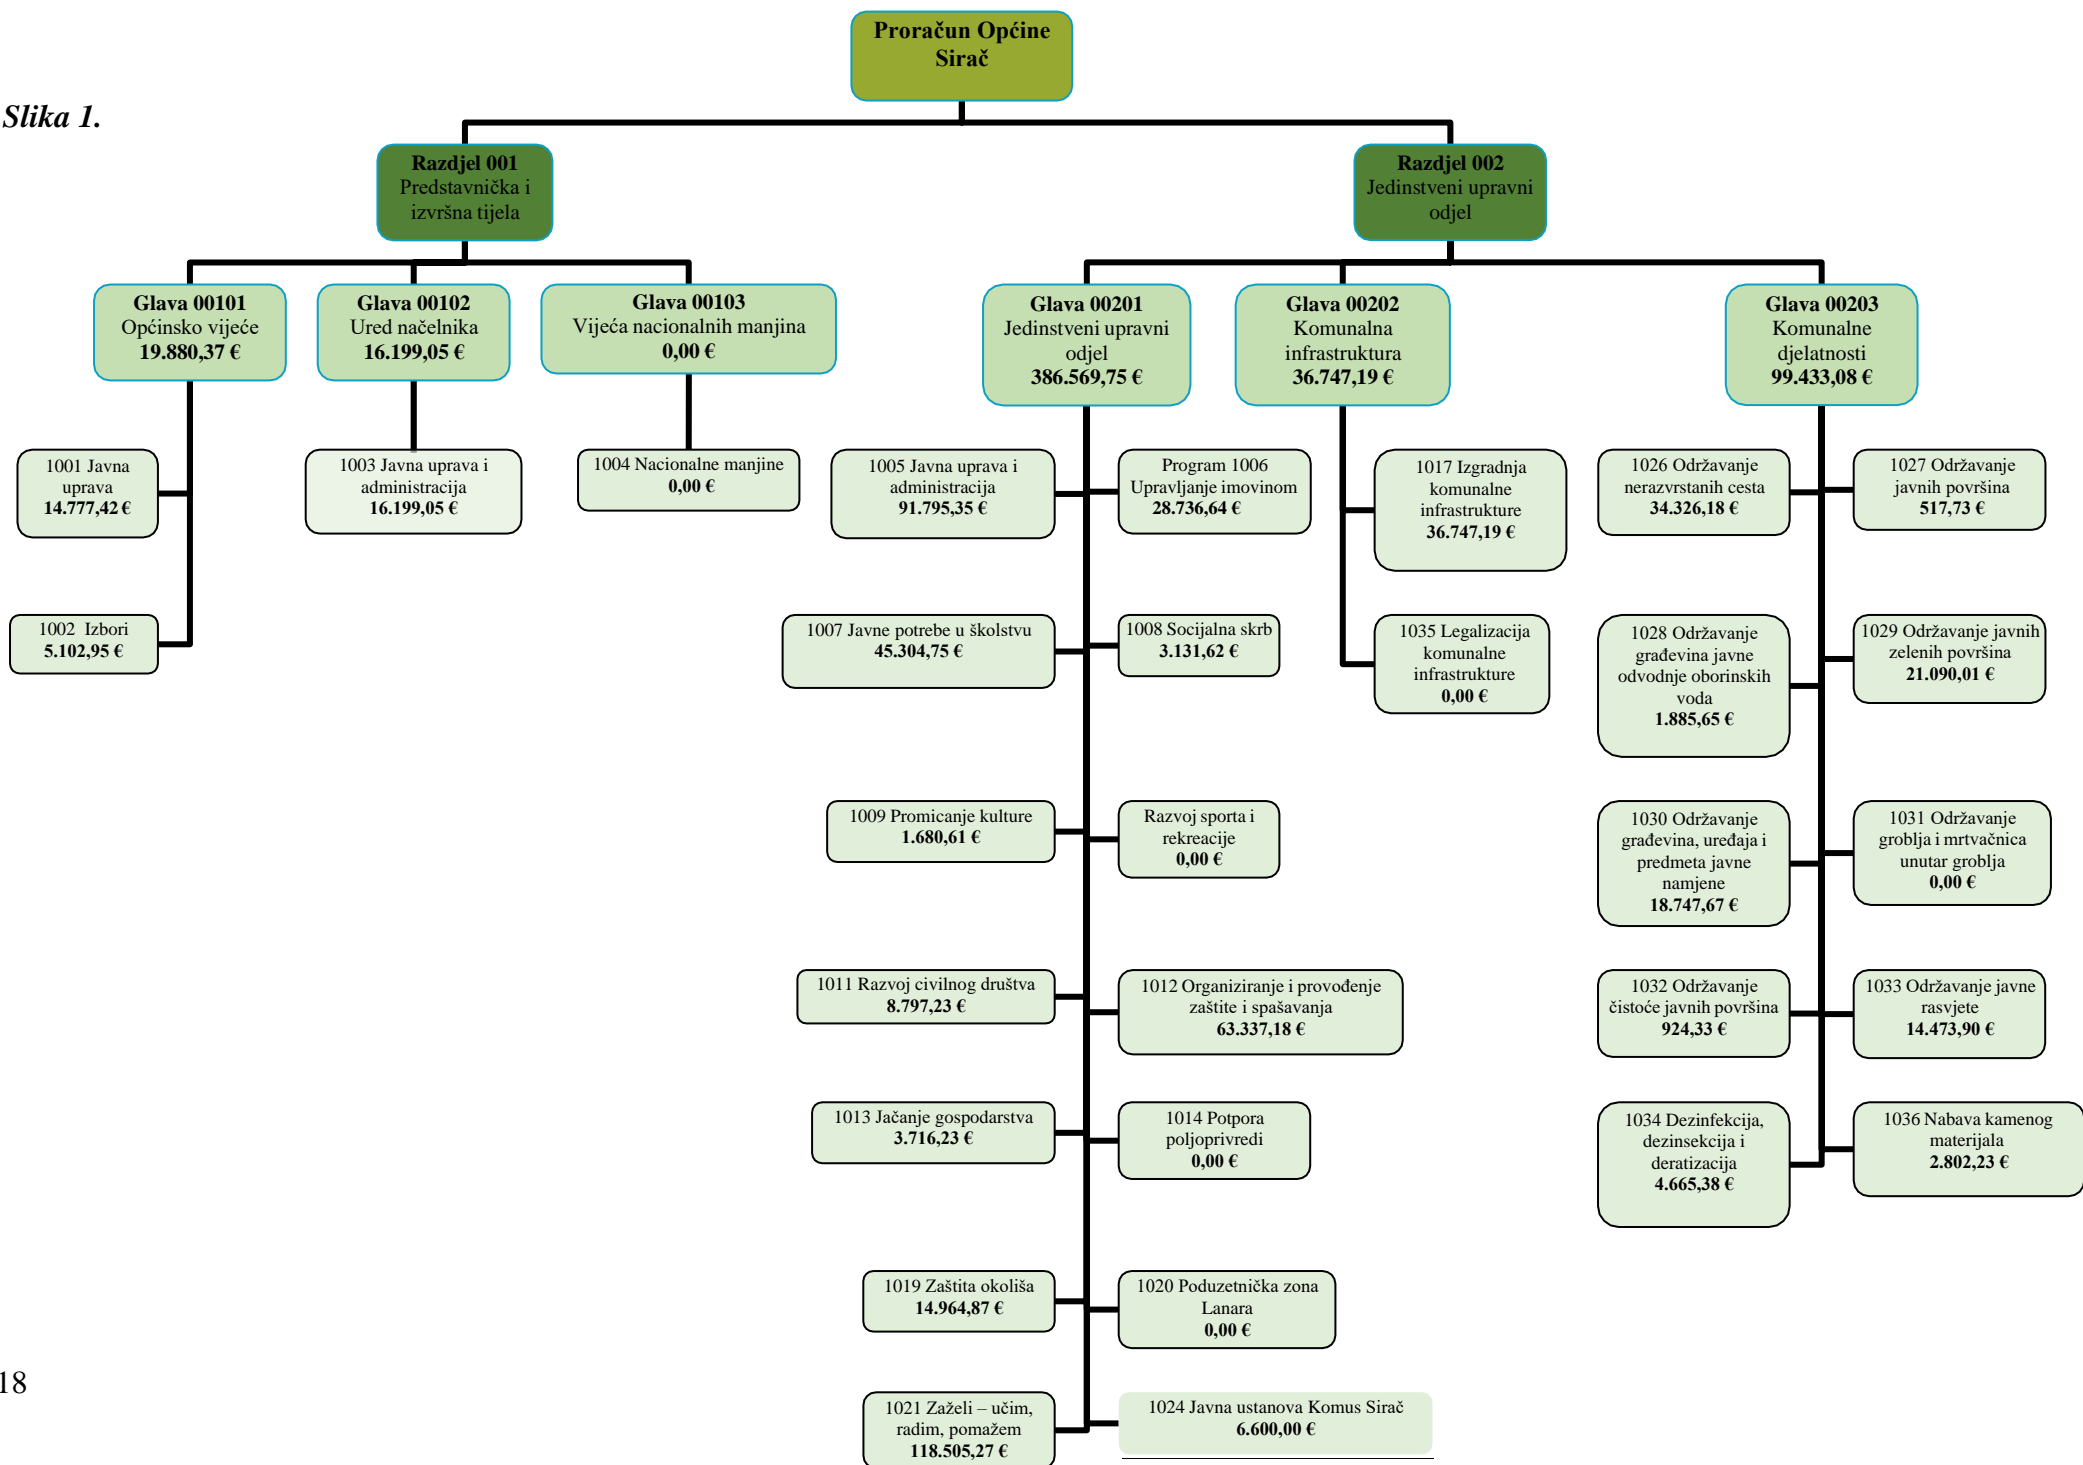 Proračun Općine
Sirač
Slika 1.
Razdjel 001
Predstavnička i
izvršna tijela
Razdjel 002
Jedinstveni upravni
odjel
Glava 00101
Općinsko vijeće
19.880,37 €
Glava 00102
Ured načelnika
16.199,05 €
Glava 00103
Vijeća nacionalnih manjina
0,00 €
Glava 00201
Jedinstveni upravni
odjel
386.569,75 €
Glava 00202
Komunalna
infrastruktura
36.747,19 €
Glava 00203
Komunalne
djelatnosti
99.433,08 €
1001 Javna
uprava
14.777,42 €
1003 Javna uprava i
administracija
16.199,05 €
1004 Nacionalne manjine
0,00 €
1005 Javna uprava i
administracija
91.795,35 €
Program 1006
Upravljanje imovinom
28.736,64 €
1017 Izgradnja
komunalne
infrastrukture
36.747,19 €
1026 Održavanje
nerazvrstanih cesta
34.326,18 €
1027 Održavanje
javnih površina
517,73 €
1002 Izbori
5.102,95 €
1007 Javne potrebe u školstvu
45.304,75 €
1008 Socijalna skrb
3.131,62 €
1035 Legalizacija
komunalne
infrastrukture
0,00 €
1028 Održavanje
građevina javne
odvodnje oborinskih
voda
1.885,65 €
1029 Održavanje javnih
zelenih površina
21.090,01 €
1009 Promicanje kulture
1.680,61 €
Razvoj sporta i
rekreacije
0,00 €
1030 Održavanje
građevina, uređaja i
predmeta javne
namjene
18.747,67 €
1031 Održavanje
groblja i mrtvačnica
unutar groblja
0,00 €
1011 Razvoj civilnog društva
8.797,23 €
1012 Organiziranje i provođenje
zaštite i spašavanja
63.337,18 €
1032 Održavanje
čistoće javnih površina
924,33 €
1033 Održavanje javne
rasvjete
14.473,90 €
1013 Jačanje gospodarstva
3.716,23 €
1014 Potpora
poljoprivredi
0,00 €
1034 Dezinfekcija,
dezinsekcija i
deratizacija
4.665,38 €
1036 Nabava kamenog
materijala
2.802,23 €
1019 Zaštita okoliša
14.964,87 €
1020 Poduzetnička zona
Lanara
0,00 €
18
1021 Zaželi – učim,
radim, pomažem
118.505,27 €
1024 Javna ustanova Komus Sirač
6.600,00 €